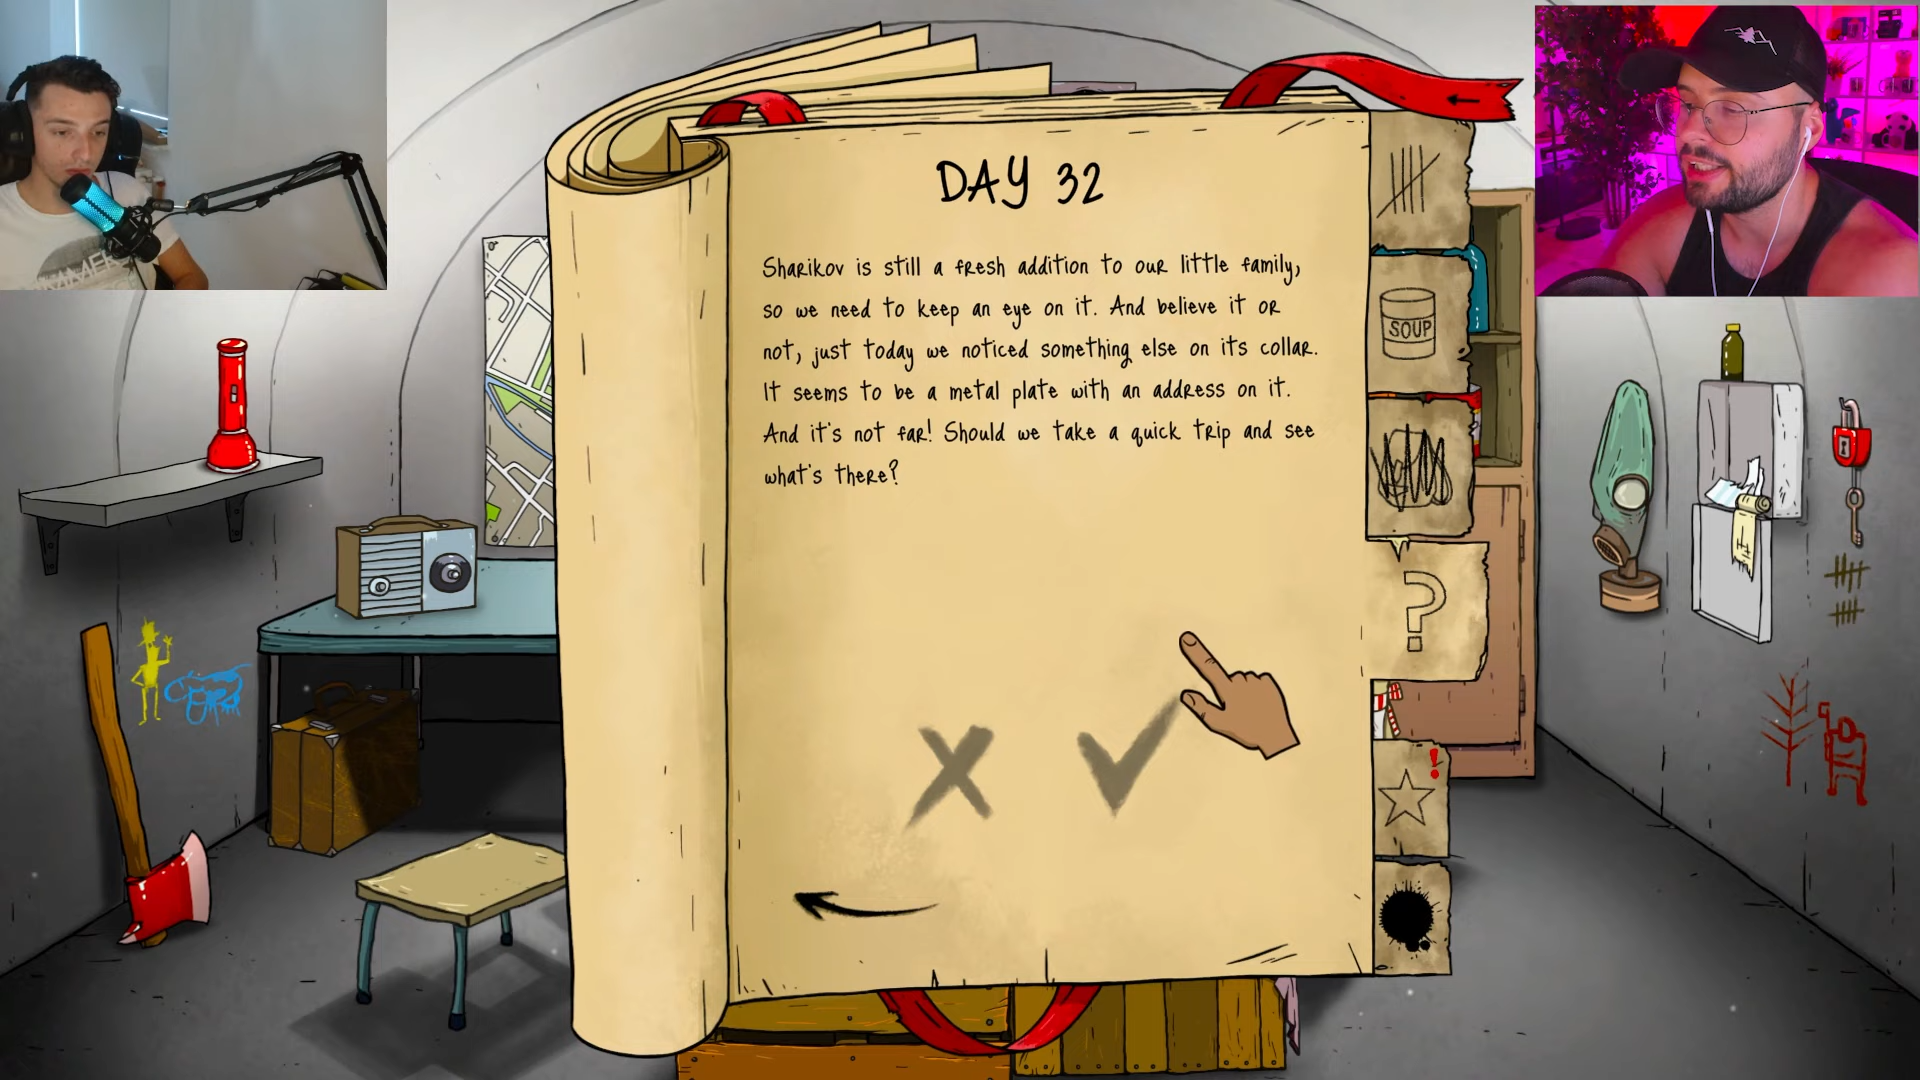 DAY 32
Sharikov is still a fresh addition to our little family,
so we need to keep an eye on it. And believe it or
not, just today we noticed something else on its collar.
It seems to be a metal plate with an address on it.
And it's not far! Should we take a quick trip and see
what's there?
SOUP
?
!